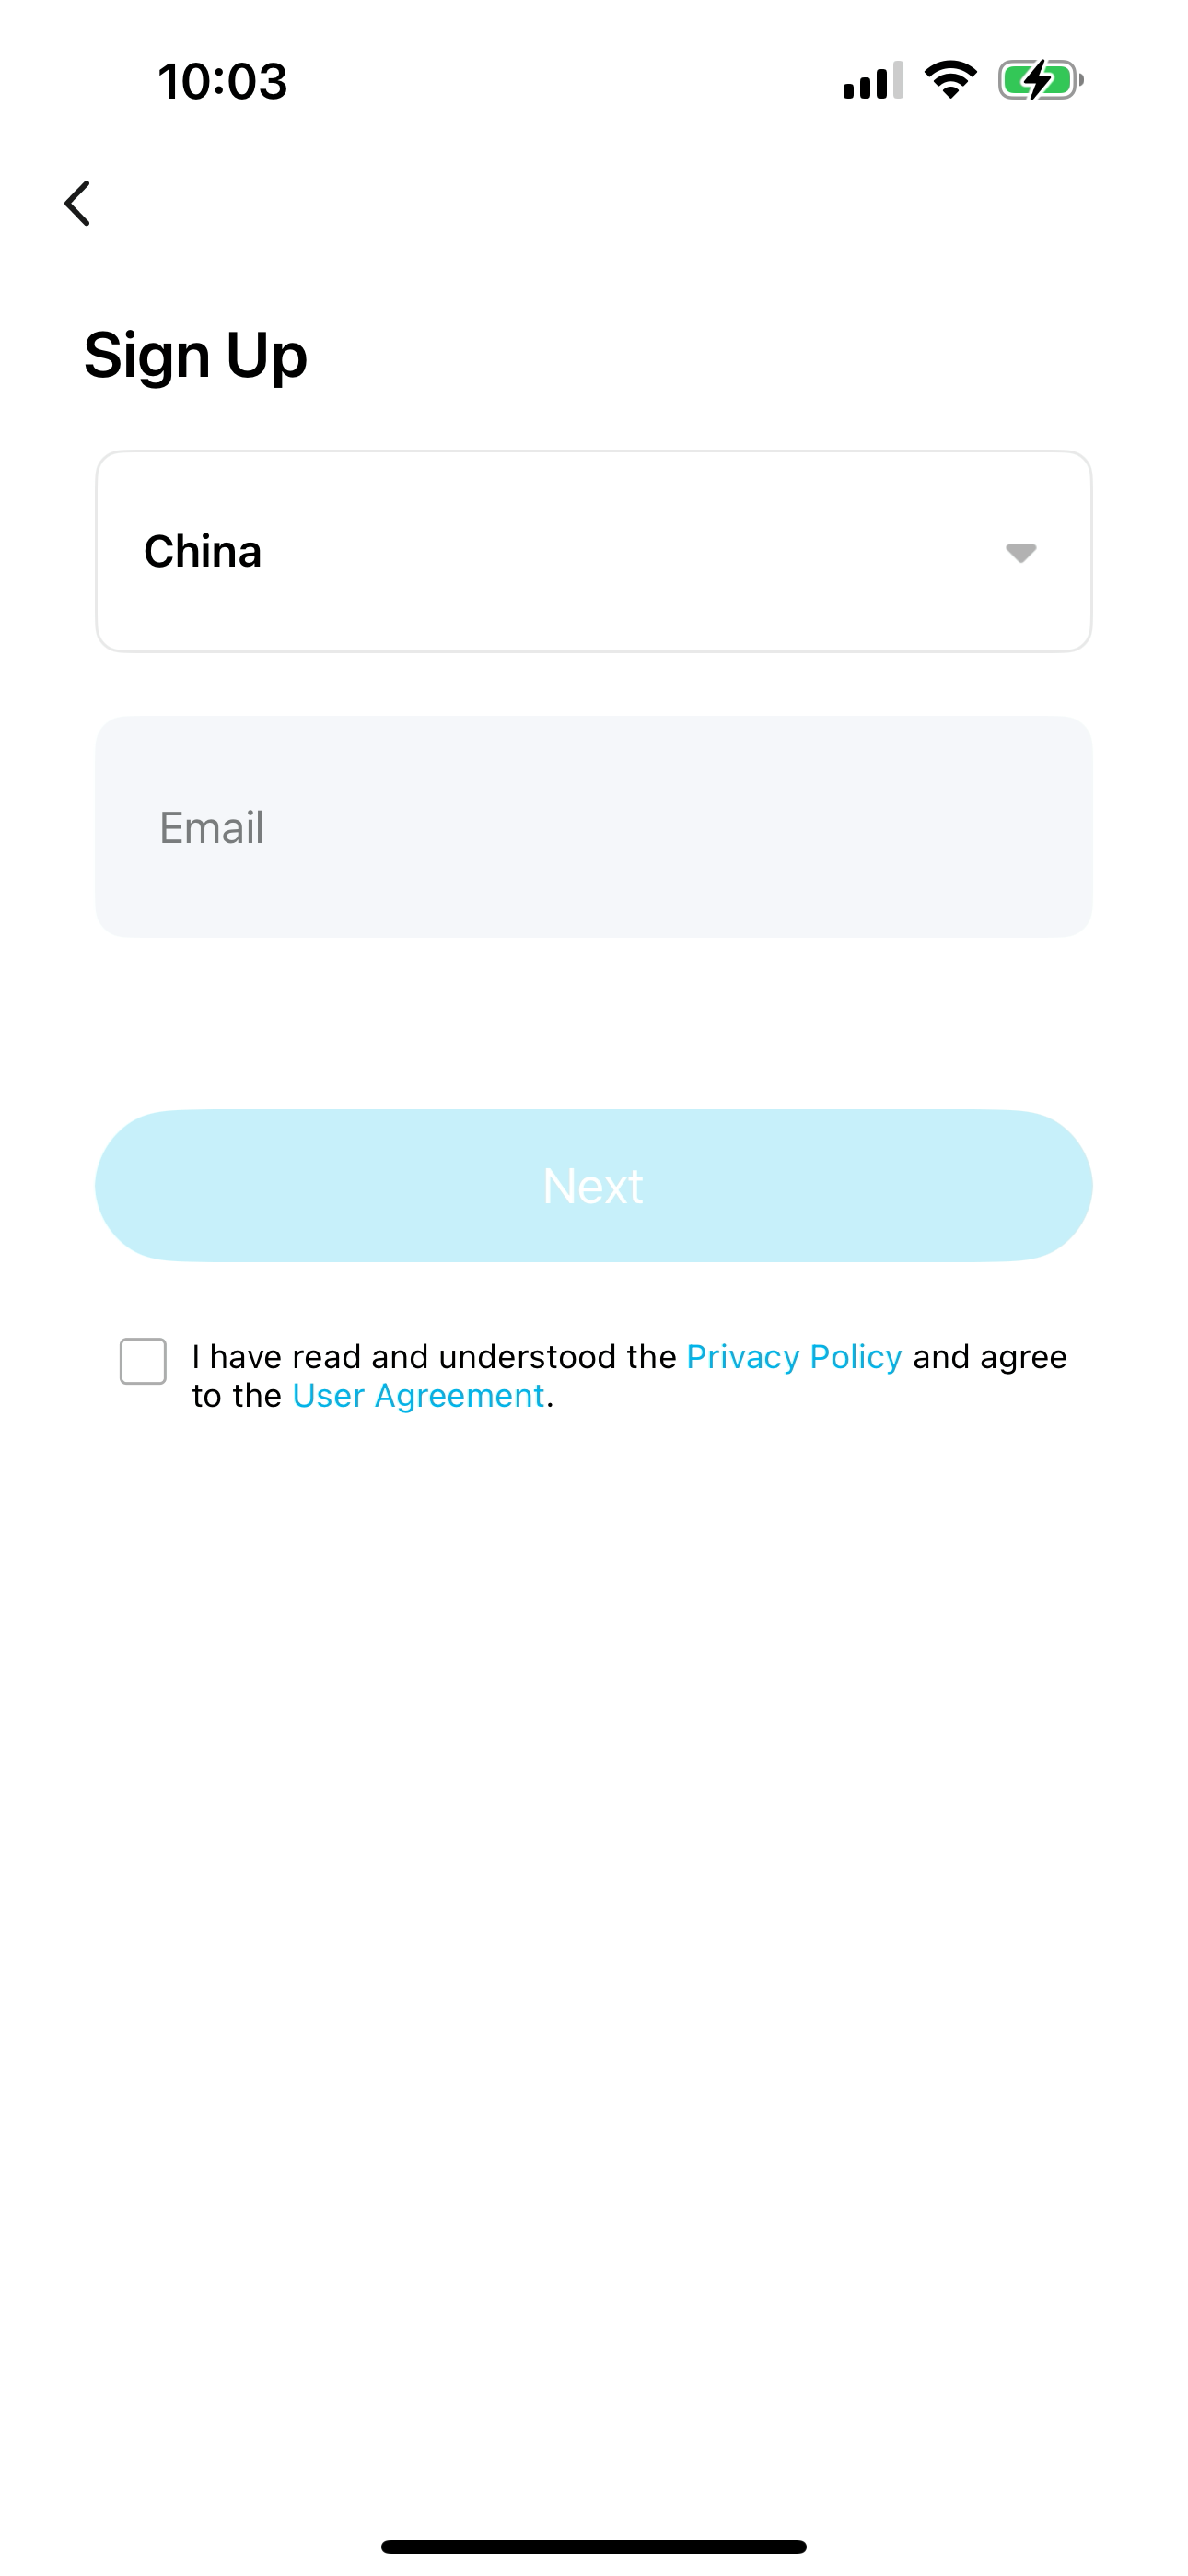 10:03
Sign Up
China
Email
Next
I have read and understood the Privacy Policy and agree
to the User Agreement.